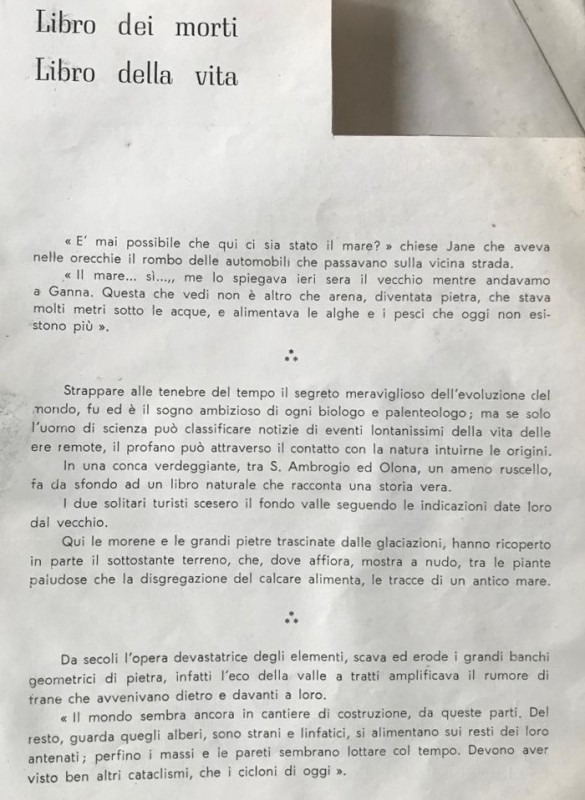 Libro dei morti
Libro della vita
« E' mai possibile che qui ci sia stato il mare? » chiese Jane che aveva
nelle orecchie il rombo delle automobili che passavano sulla vicina strada.
« Il mare... sì...,, me lo spiegava ieri sera il vecchio mentre andavamo
a Ganna. Questa che vedi non è altro che arena, diventata pietra, che stava
molti metri sotto le acque, e alimentava le alghe e i pesci che oggi non esi-
stono più ».
Strappare alle tenebre del tempo il segreto meraviglioso dell'evoluzione del
mondo, fu ed è il sogno ambizioso di ogni biologo e palenteologo; ma se solo
l'uomo di scienza può classificare notizie di eventi lontanissimi della vita delle
ere remote, il profano può attraverso il contatto con la natura intuirne le origini.
In una conca verdeggiante, tra S. Ambrogio ed Olona, un ameno ruscello,
fa da sfondo ad un libro naturale che racconta una storia vera.
I due solitari turisti scesero il fondo valle seguendo le indicazioni date loro
dal vecchio.
Qui le morene e le grandi pietre trascinate dalle glaciazioni, hanno ricoperto
in parte il sottostante terreno, che, dove affiora, mostra a nudo, tra le piante
paludose che la disgregazione del calcare alimenta, le tracce di un antico mare.
Da secoli l'opera devastatrice degli elementi, scava ed erode i grandi banchi
geometrici di pietra, infatti l'eco della valle a tratti amplificava il rumore di
frane che avvenivano dietro e davanti a loro.
« Il mondo sembra ancora in cantiere di costruzione, da queste parti. Del
resto, guarda quegli alberi, sono strani e linfatici, si alimentano sui resti dei loro
antenati; perfino i massi e le pareti sembrano lottare col tempo. Devono aver
visto ben altri cataclismi, che i cicloni di oggi ».